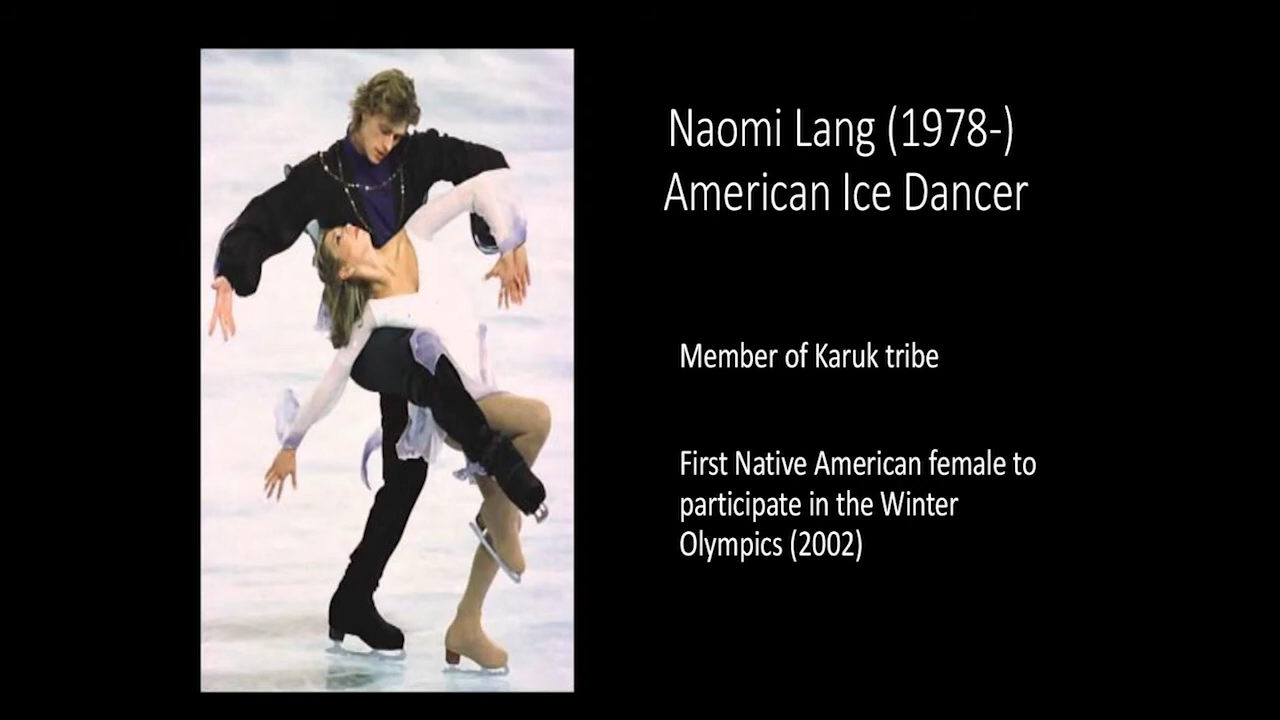 Naomi Lang (1978-)
American Ice Dancer
Member of Karuk tribe
First Native American female to
participate in the Winter
Olympics (2002)